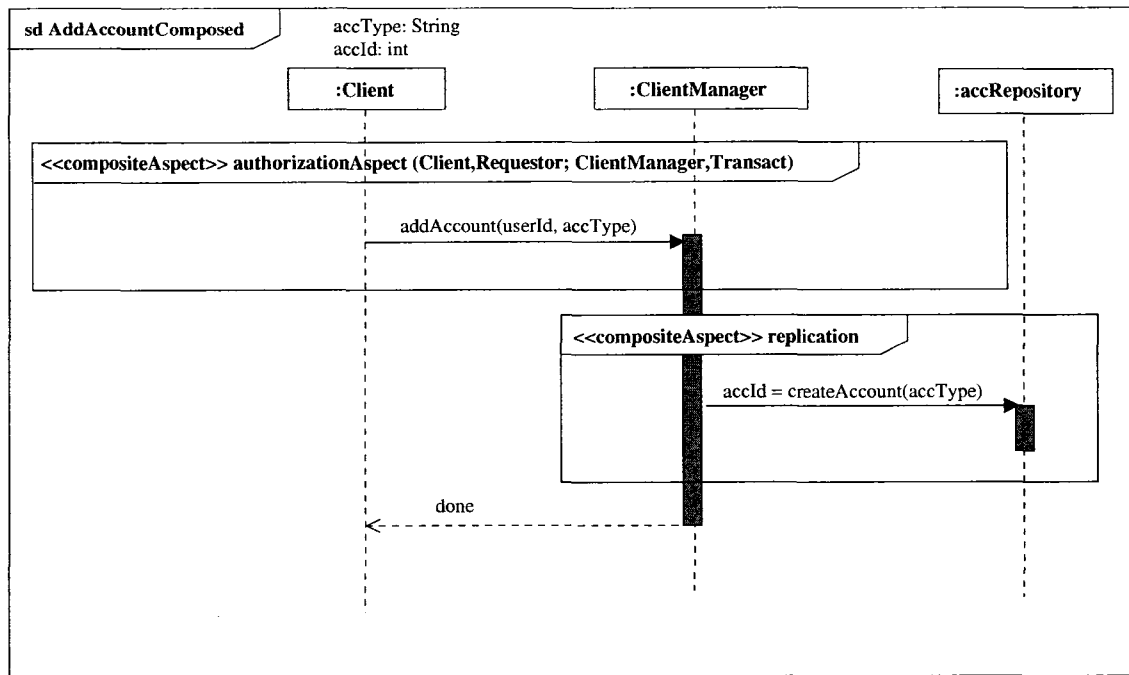 sd AddAccountComposed
accType: String
accId: int
:Client
:ClientManager
:accRepository
<<compositeAspect>> authorizationAspect (Client,Requestor; ClientManager,Transact)
addAccount(userId, accType)
<<compositeAspect>> replication
accId = createAccount(accType)
done